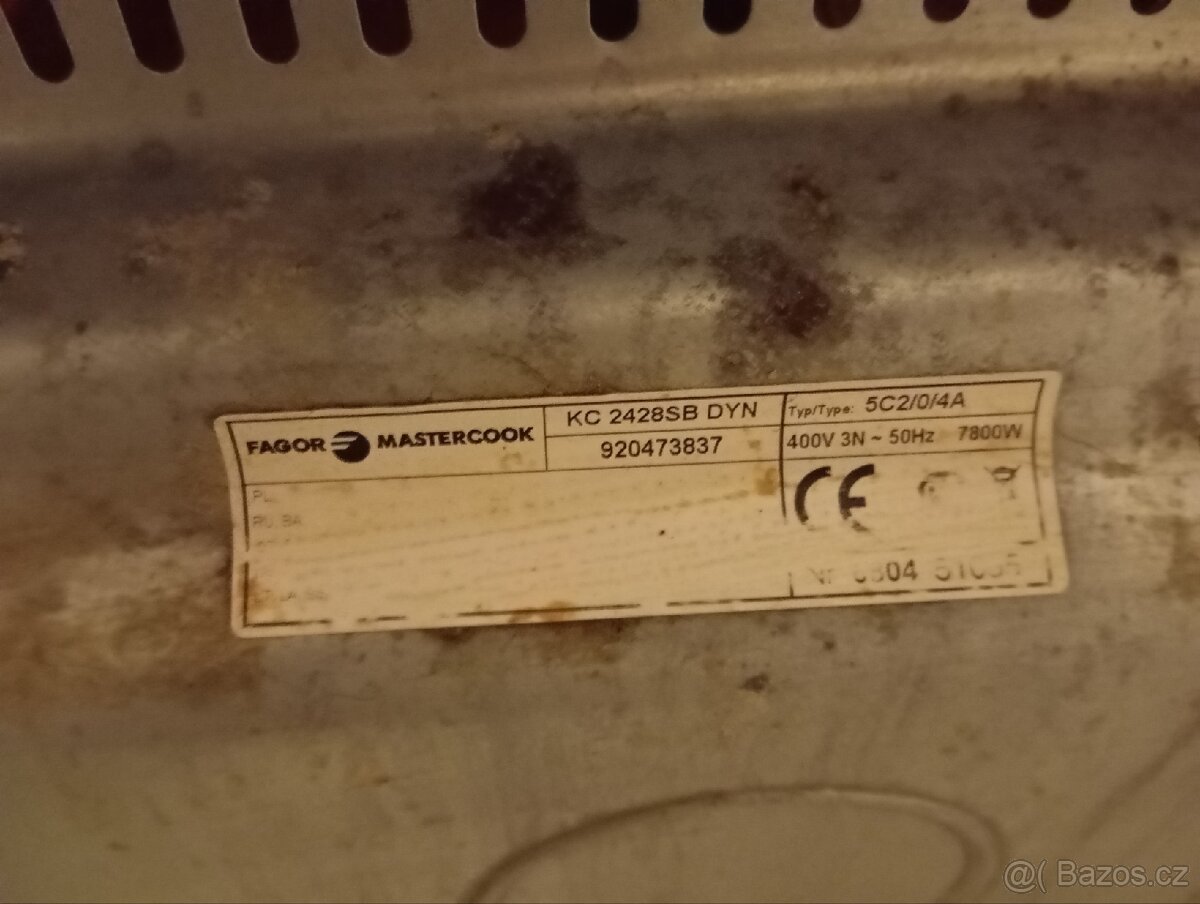 FAGOR MASTERCOOK
KC 2428SB DYN
920473837
Typ/Type: 5C2/0/4A
400V 3N ~ 50Hz 7800W
CE
@( Bazos.cz